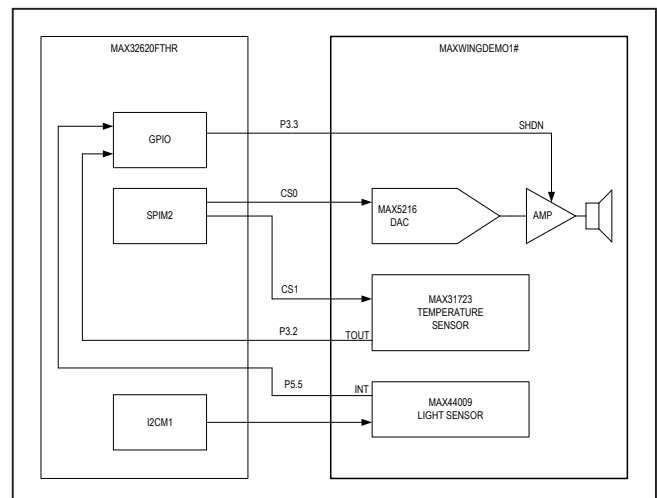 MAX32620FTHR
MAXWINGDEMO1#
GPIO
P3.3
SHDN
SPIM2
CS0
MAX5216
DAC
AMP
CS1
MAX31723
TEMPERATURE
SENSOR
P3.2
TOUT
P5.5
INT
MAX44009
LIGHT SENSOR
I2CM1